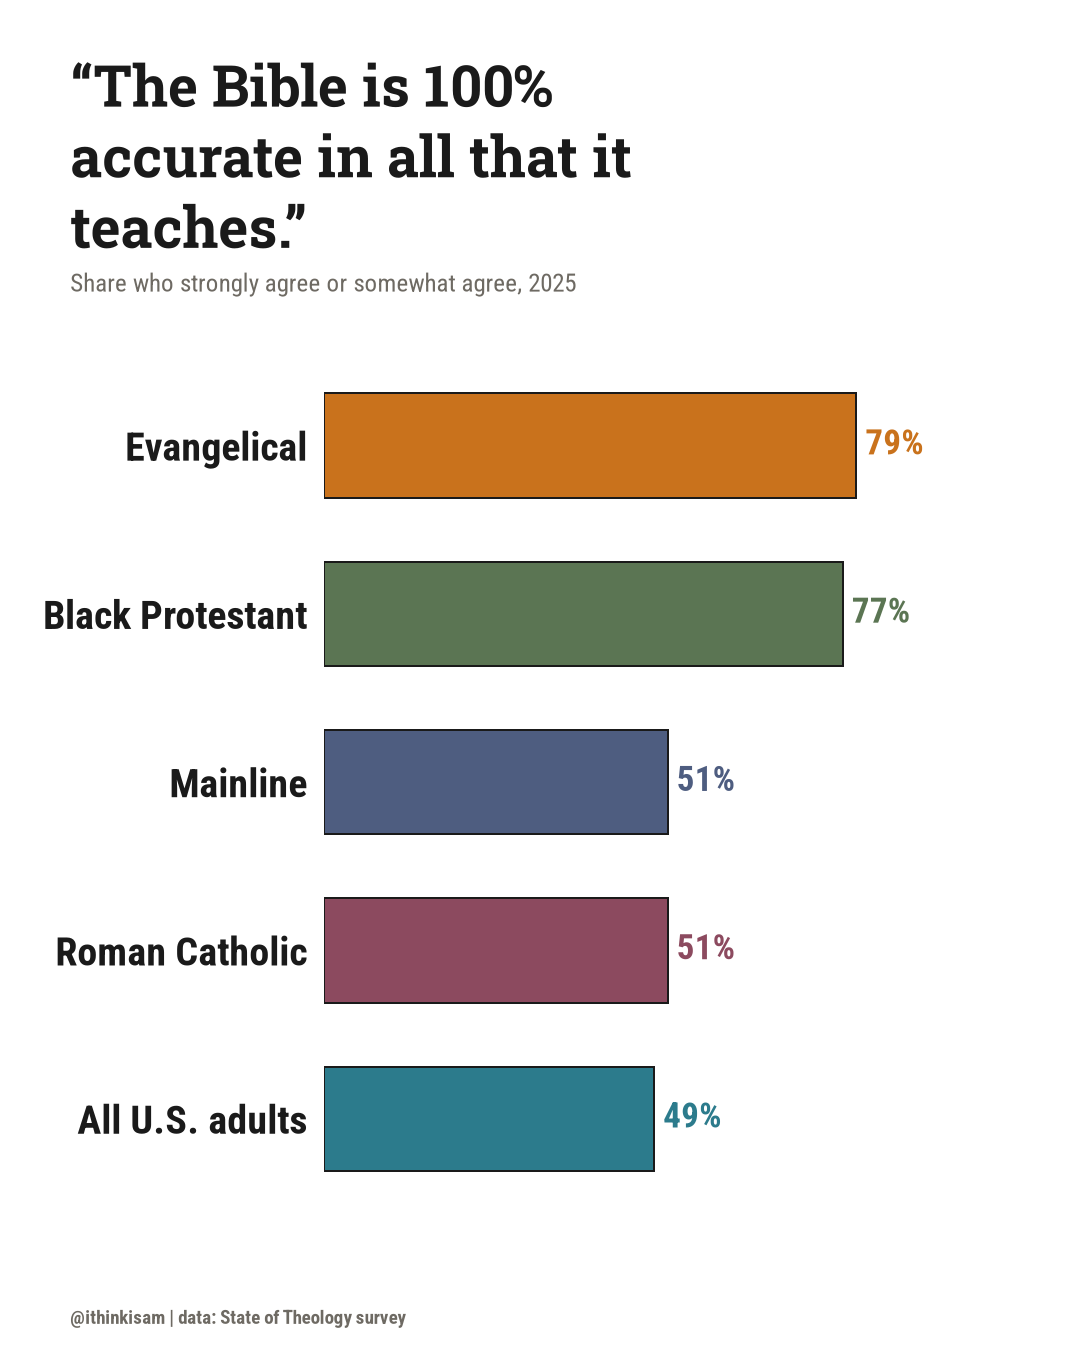 “The Bible is 100%
accurate in all that it
teaches.”
Share who strongly agree or somewhat agree, 2025
Evangelical 79%
Black Protestant 77%
Mainline 51%
Roman Catholic 51%
All U.S. adults 49%
@ithinkisam | data: State of Theology survey